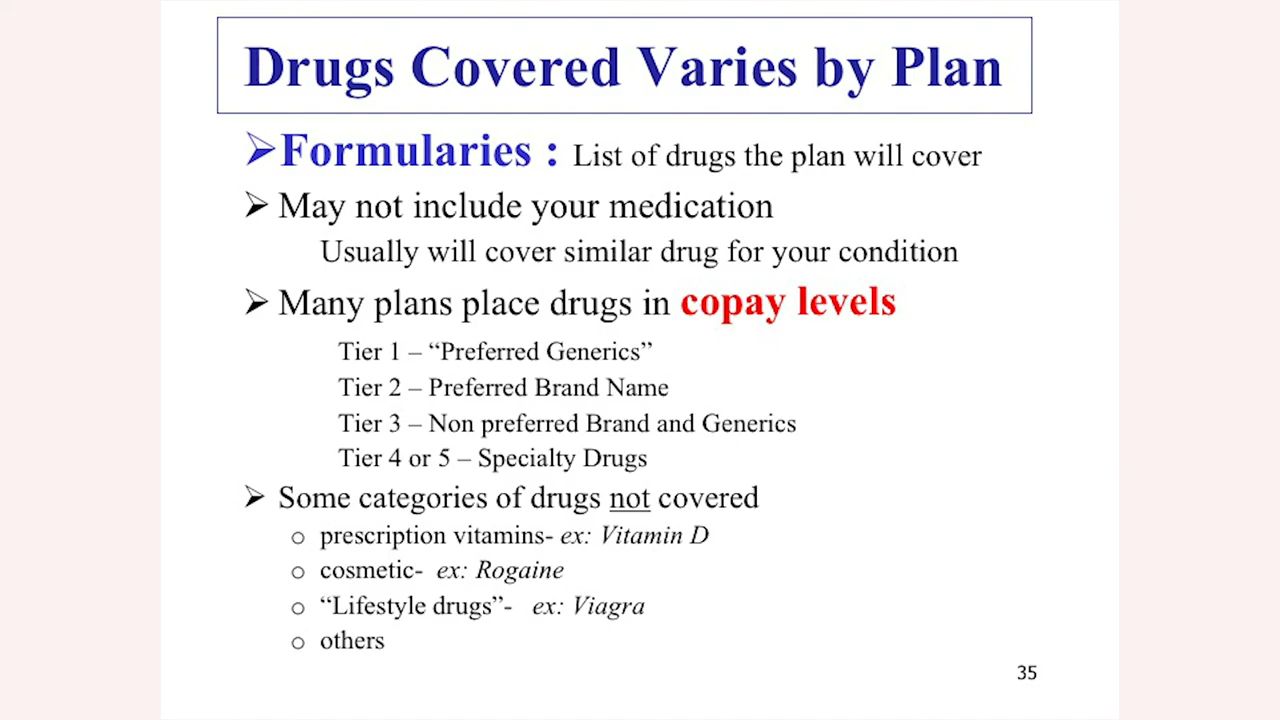 Drugs Covered Varies by Plan
➢Formularies : List of drugs the plan will cover
➢ May not include your medication
Usually will cover similar drug for your condition
➢ Many plans place drugs in copay levels
Tier 1 – “Preferred Generics”
Tier 2 – Preferred Brand Name
Tier 3 – Non preferred Brand and Generics
Tier 4 or 5 – Specialty Drugs
➢ Some categories of drugs not covered
o prescription vitamins- ex: Vitamin D
o cosmetic- ex: Rogaine
o “Lifestyle drugs”- ex: Viagra
o others
35